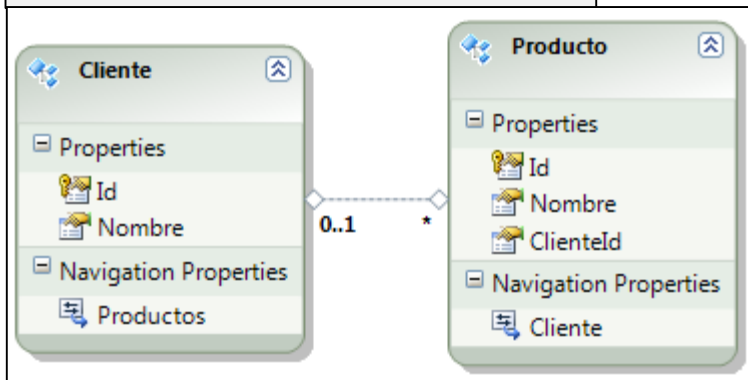 Cliente
Properties
Id
Nombre
Navigation Properties
Productos
0..1
*
Producto
Properties
Id
Nombre
ClienteId
Navigation Properties
Cliente